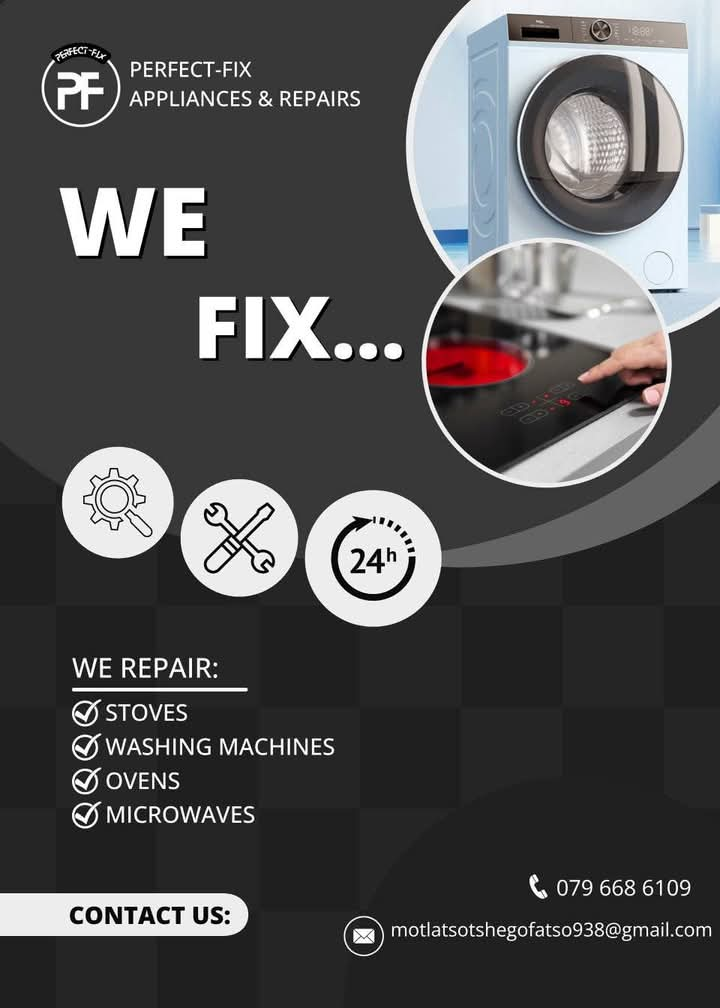 PERFECT-FIX
PF
PERFECT-FIX
APPLIANCES & REPAIRS
WE
FIX...
24h
WE REPAIR:
STOVES
WASHING MACHINES
OVENS
MICROWAVES
CONTACT US:
079 668 6109
motlatsotshegofatso938@gmail.com